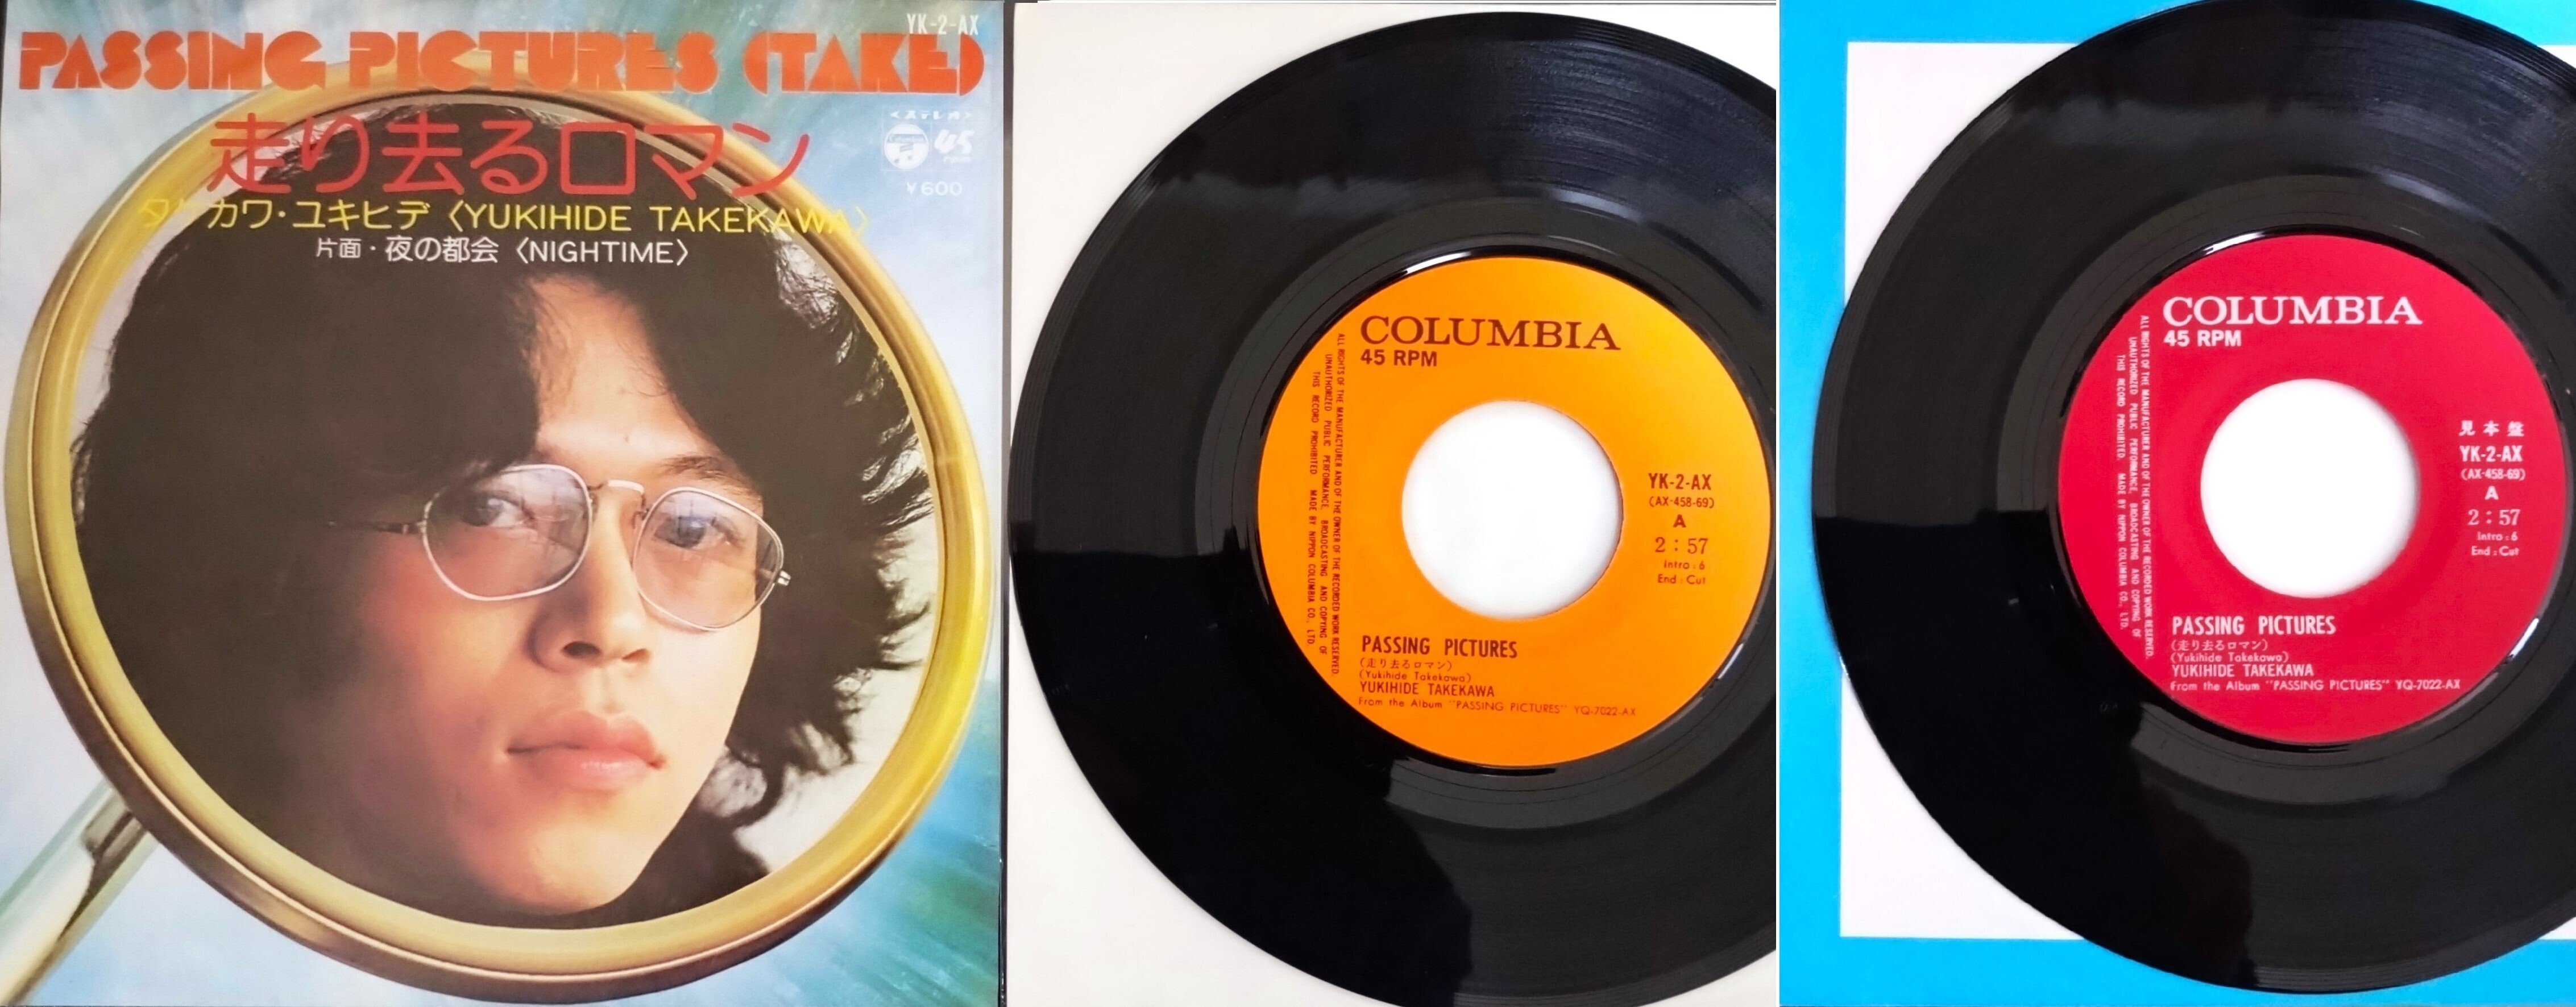 YK-2-AX
PASSING PICTURES (TAKE)
<ステレオ>
Columbia
45
rpm
¥600
走り去るロマン
タケカワ・ユキヒデ〈YUKIHIDE TAKEKAWA〉
片面・夜の都会〈NIGHTIME〉
COLUMBIA
45 RPM
ALL RIGHTS OF THE MANUFACTURER AND OF THE OWNER OF THE RECORDED WORK RESERVED.
UNAUTHORIZED PUBLIC PERFORMANCE, BROADCASTING AND COPYING OF
THIS RECORD PROHIBITED. MADE BY NIPPON COLUMBIA CO., LTD.
YK-2-AX
(AX-458-69)
A
2:57
Intro:6
End:Cut
PASSING PICTURES
(走り去るロマン)
(Yukihide Takekawa)
YUKIHIDE TAKEKAWA
From the Album "PASSING PICTURES" YQ-7022-AX
COLUMBIA
45 RPM
ALL RIGHTS OF THE MANUFACTURER AND OF THE OWNER OF THE RECORDED WORK RESERVED.
UNAUTHORIZED PUBLIC PERFORMANCE, BROADCASTING AND COPYING OF
THIS RECORD PROHIBITED. MADE BY NIPPON COLUMBIA CO., LTD.
見本盤
YK-2-AX
(AX-458-69)
A
2:57
Intro:6
End:Cut
PASSING PICTURES
(走り去るロマン)
(Yukihide Takekawa)
YUKIHIDE TAKEKAWA
From the Album "PASSING PICTURES" YQ-7022-AX